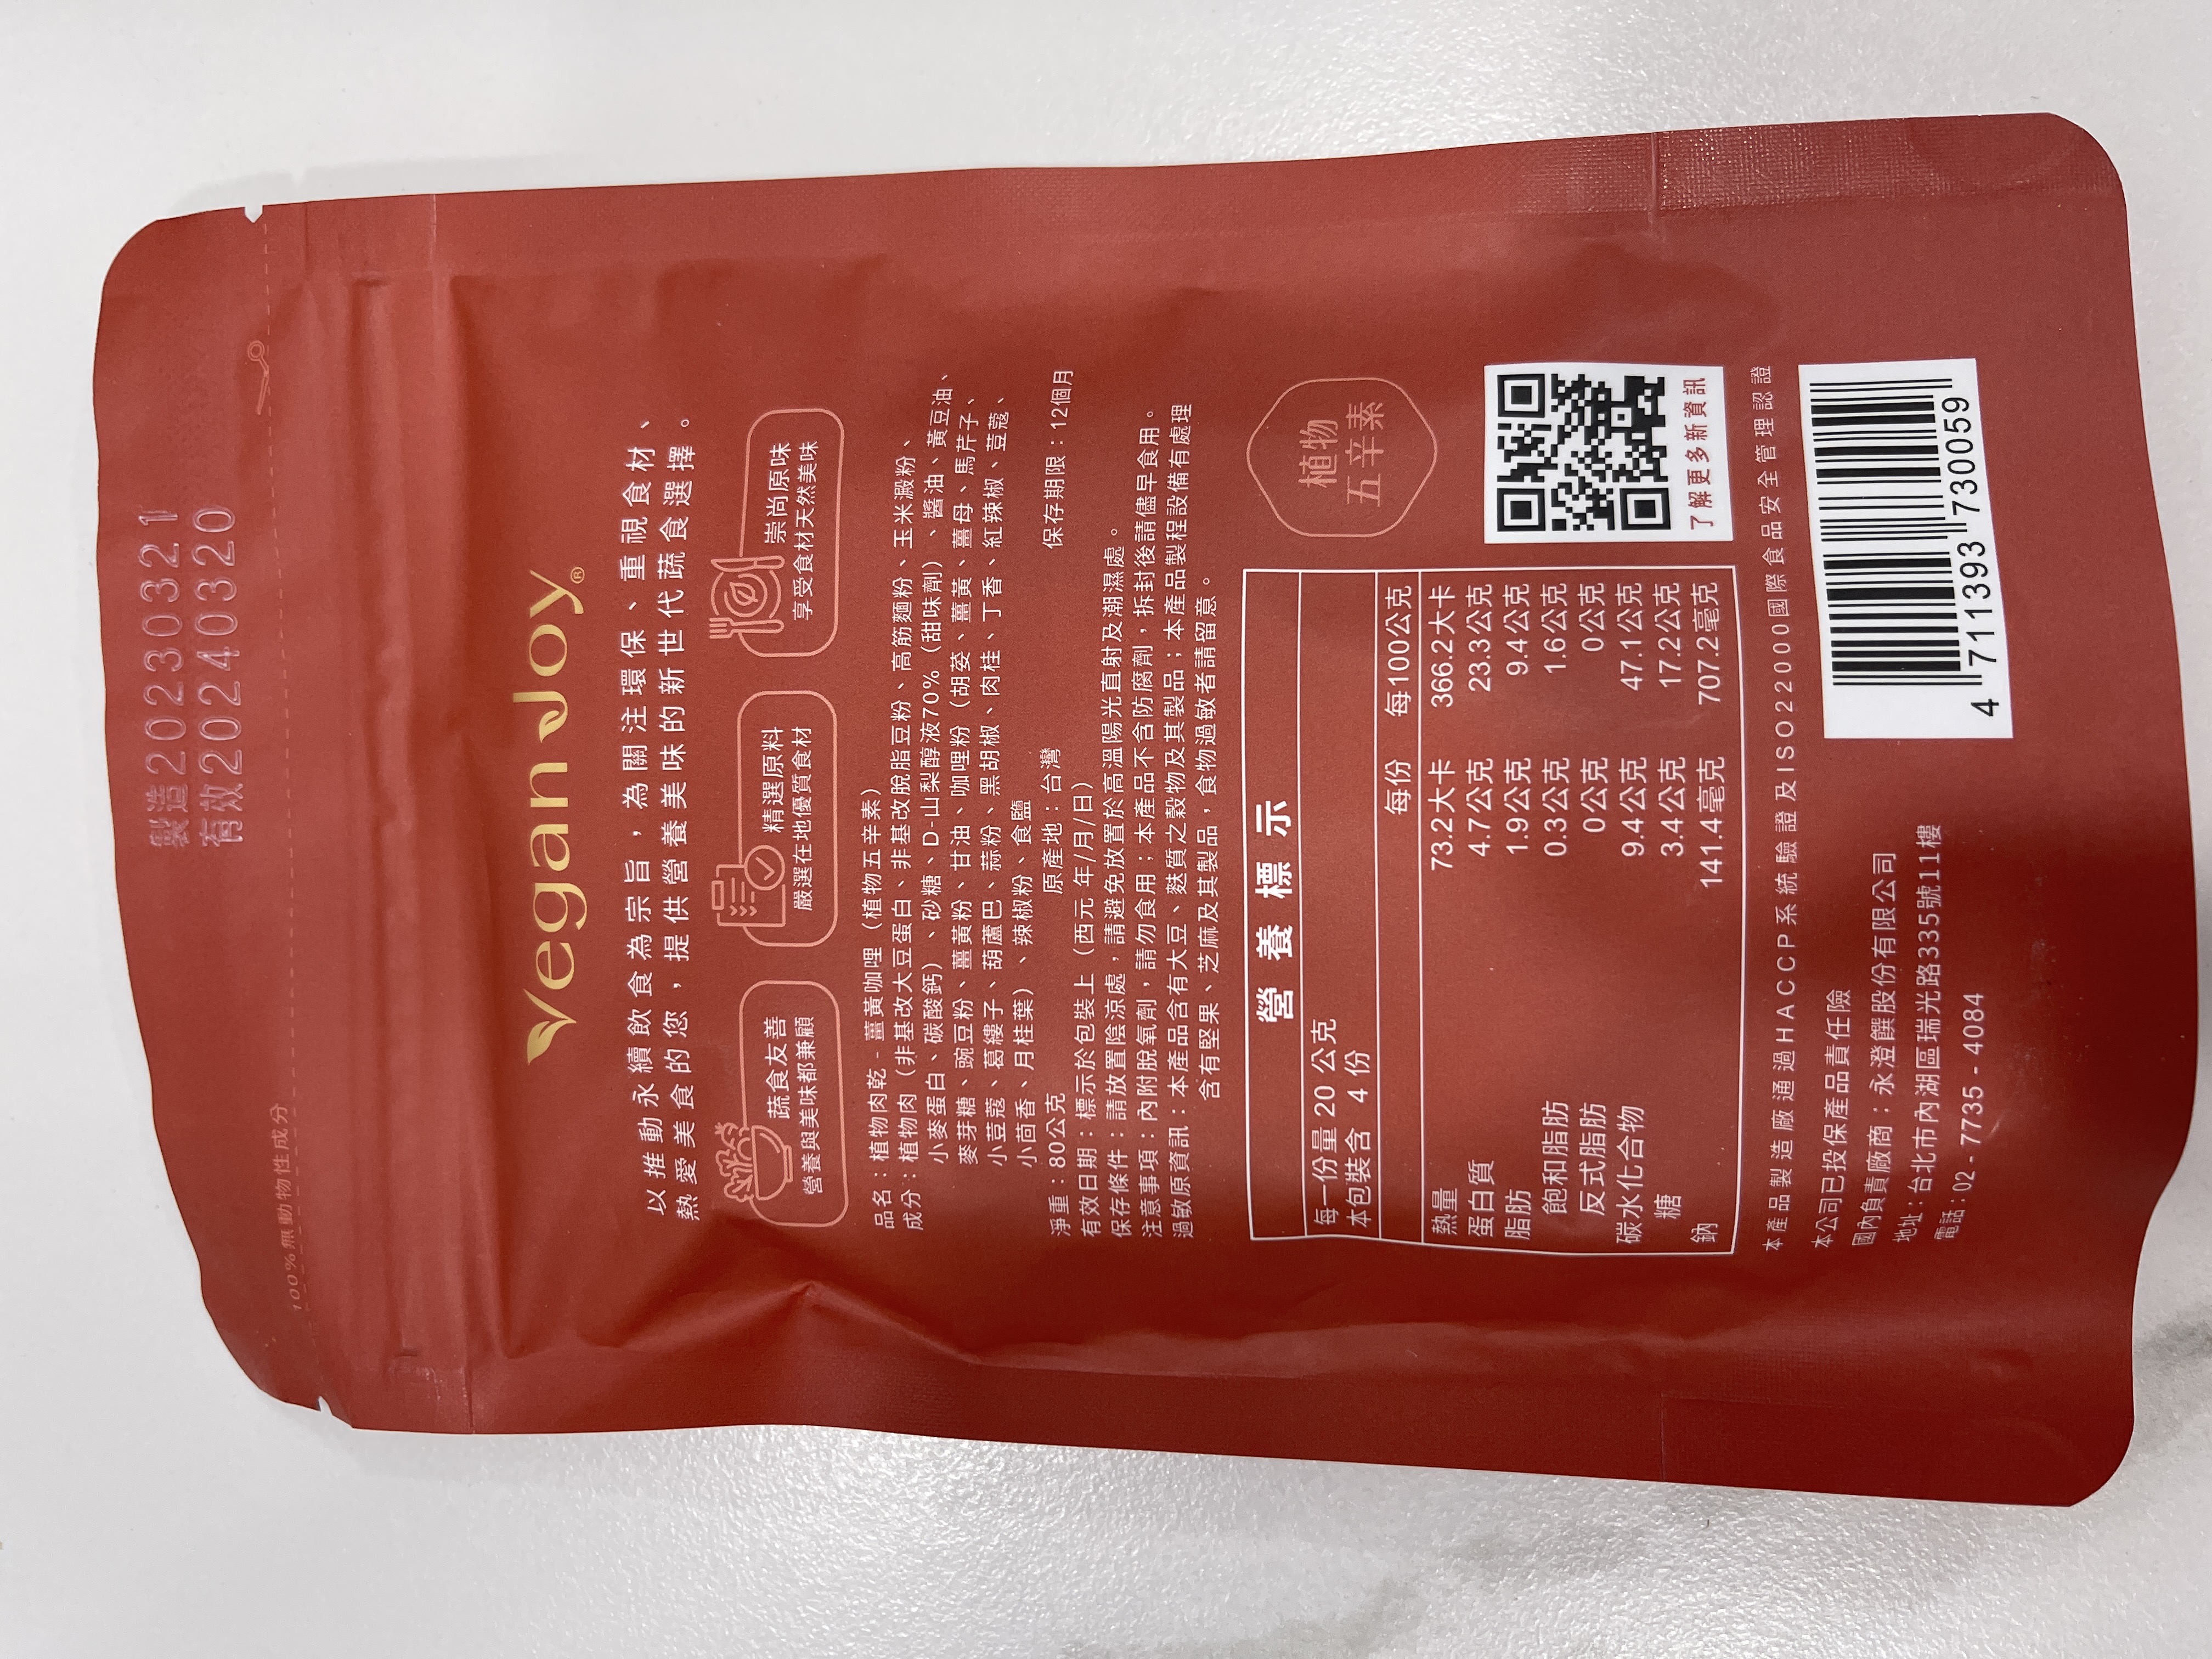 製造20230321
有效20240320
100%無動物性成分
Vegan Joy®
以推動永續飲食為宗旨，為關注環保、重視食材、
熱愛美食的您，提供營養美味的新世代蔬食選擇。
蔬食友善
營養與美味都兼顧
精選原料
嚴選在地優質食材
崇尚原味
享受食材天然美味
品名：植物肉乾-薑黃咖哩（植物五辛素）
成分：植物肉（非基改大豆蛋白、非基改脫脂豆粉、高筋麵粉、玉米澱粉、
小麥蛋白、碳酸鈣）、砂糖、D-山梨醇液70%（甜味劑）、醬油、黃豆油、
麥芽糖、豌豆粉、薑黃粉、甘油、咖哩粉（胡荽、薑黃、薑母、馬芹子、
小荳蔻、葛縷子、葫蘆巴、蒜粉、黑胡椒、肉桂、丁香、紅辣椒、荳蔻、
小茴香、月桂葉）、辣椒粉、食鹽
淨重：80公克 原產地：台灣 保存期限：12個月
有效日期：標示於包裝上（西元 年/月/日）
保存條件：請放置陰涼處，請避免放置於高溫陽光直射及潮濕處。
注意事項：內附脫氧劑，請勿食用；本產品不含防腐劑，拆封後請儘早食用。
過敏原資訊：本產品含有大豆、麩質之穀物及其製品；本產品製程設備有處理
含有堅果、芝麻及其製品，食物過敏者請留意。
營養標示
每一份量 20 公克
本包裝含 4 份
每份 每100公克
熱量 73.2大卡 366.2大卡
蛋白質 4.7公克 23.3公克
脂肪 1.9公克 9.4公克
飽和脂肪 0.3公克 1.6公克
反式脂肪 0公克 0公克
碳水化合物 9.4公克 47.1公克
糖 3.4公克 17.2公克
鈉 141.4毫克 707.2毫克
植物
五辛素
了解更多新資訊
本產品製造廠通過HACCP系統驗證及ISO22000國際食品安全管理認證
本公司已投保產品責任險
國內負責廠商：永澄饌股份有限公司
地址：台北市內湖區瑞光路335號11樓
電話：02-7735-4084
4 711393 730059